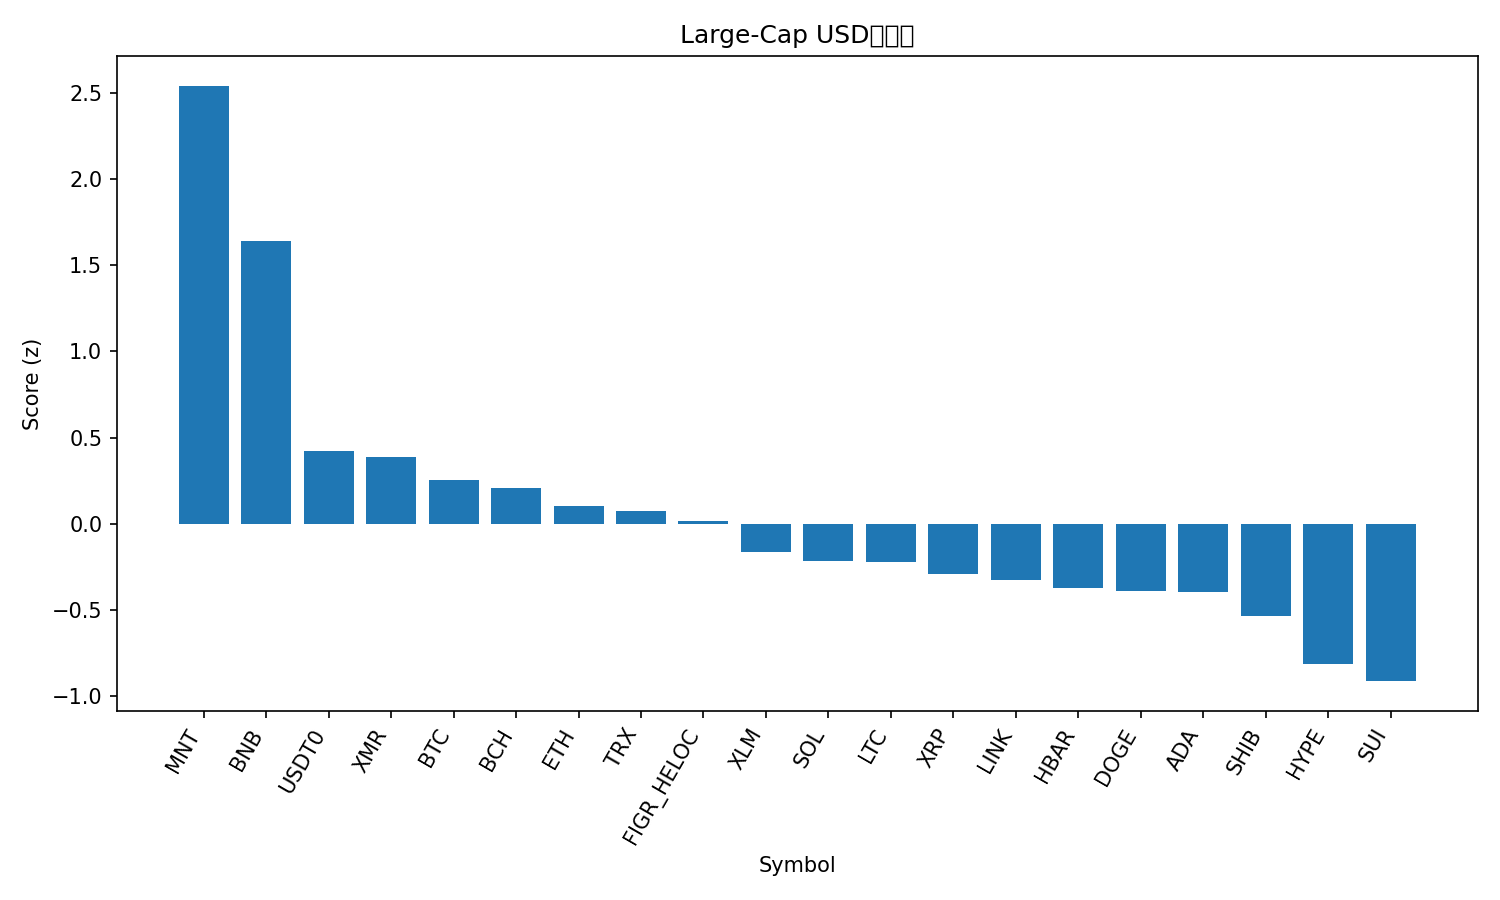 Large-Cap USD
2.5
2.0
1.5
1.0
0.5
0.0
−0.5
−1.0
Score (z)
MNT
BNB
USDT0
XMR
BTC
BCH
ETH
TRX
FIGR_HELOC
XLM
SOL
LTC
XRP
LINK
HBAR
DOGE
ADA
SHIB
HYPE
SUI
Symbol